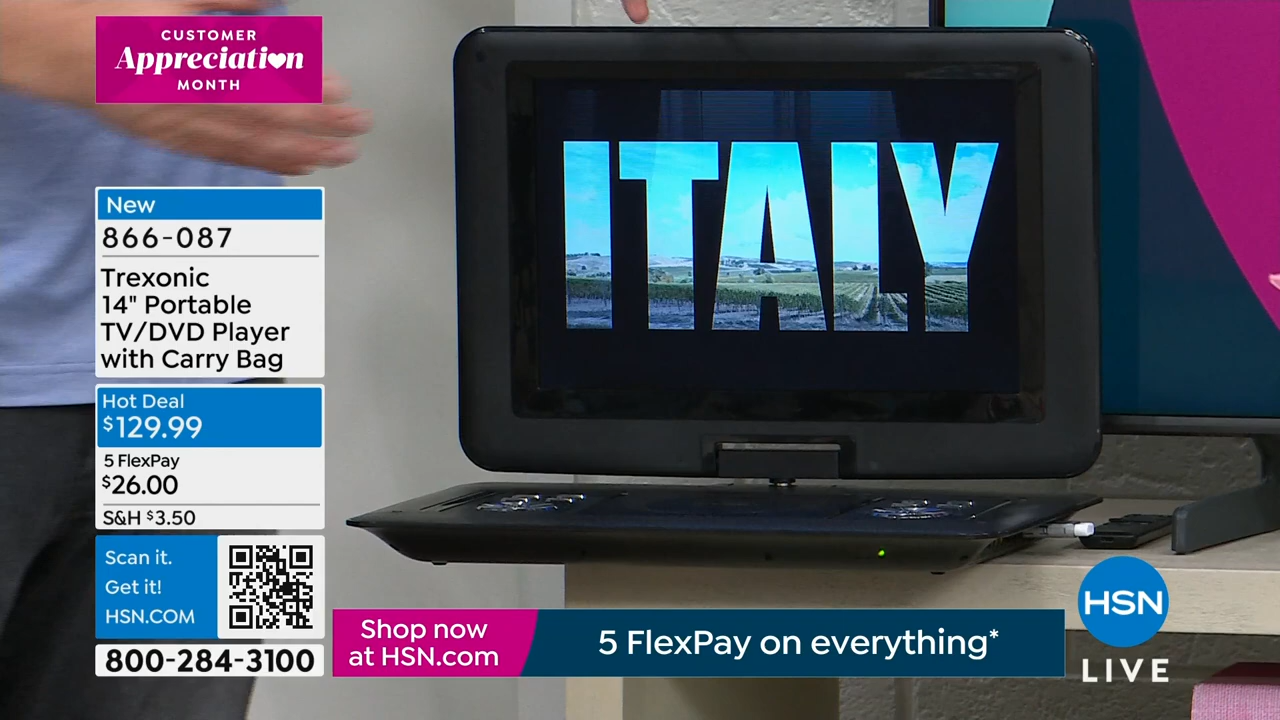 CUSTOMER
Appreciation
MONTH
New
866-087
Trexonic
14" Portable
TV/DVD Player
with Carry Bag
Hot Deal
$129.99
5 FlexPay
$26.00
S&H $3.50
Scan it.
Get it!
HSN.COM
800-284-3100
ITALY
Shop now
at HSN.com
5 FlexPay on everything*
HSN
LIVE